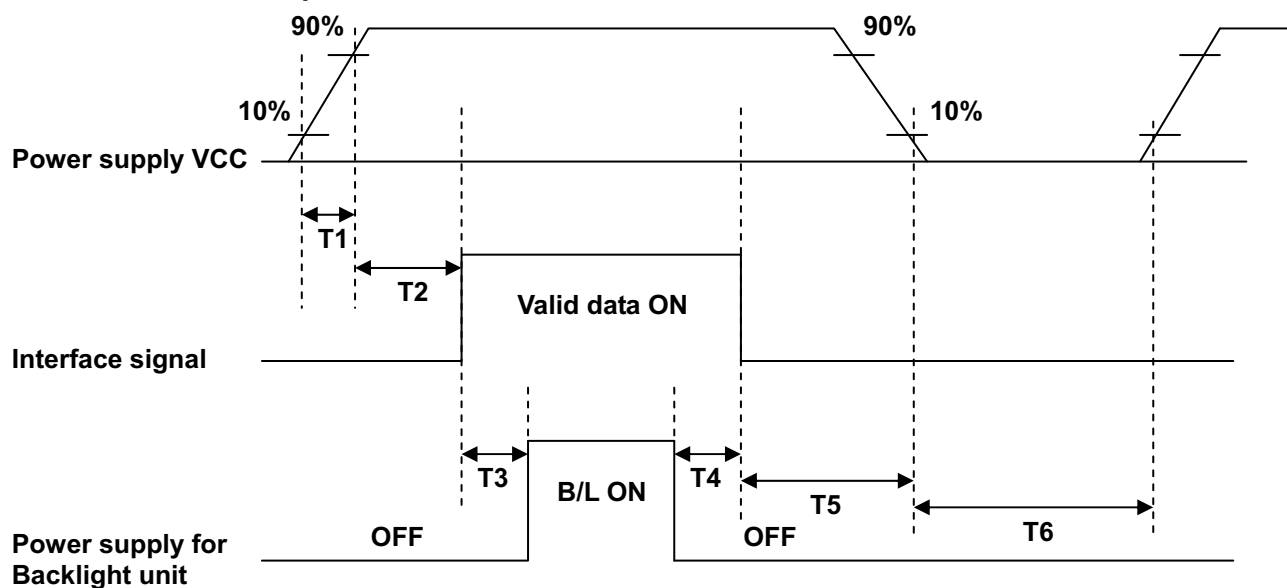 90%
90%
10%
10%
Power supply VCC
T1
T2
Valid data ON
Interface signal
T3
T4
B/L ON
T5
T6
OFF
OFF
Power supply for
Backlight unit